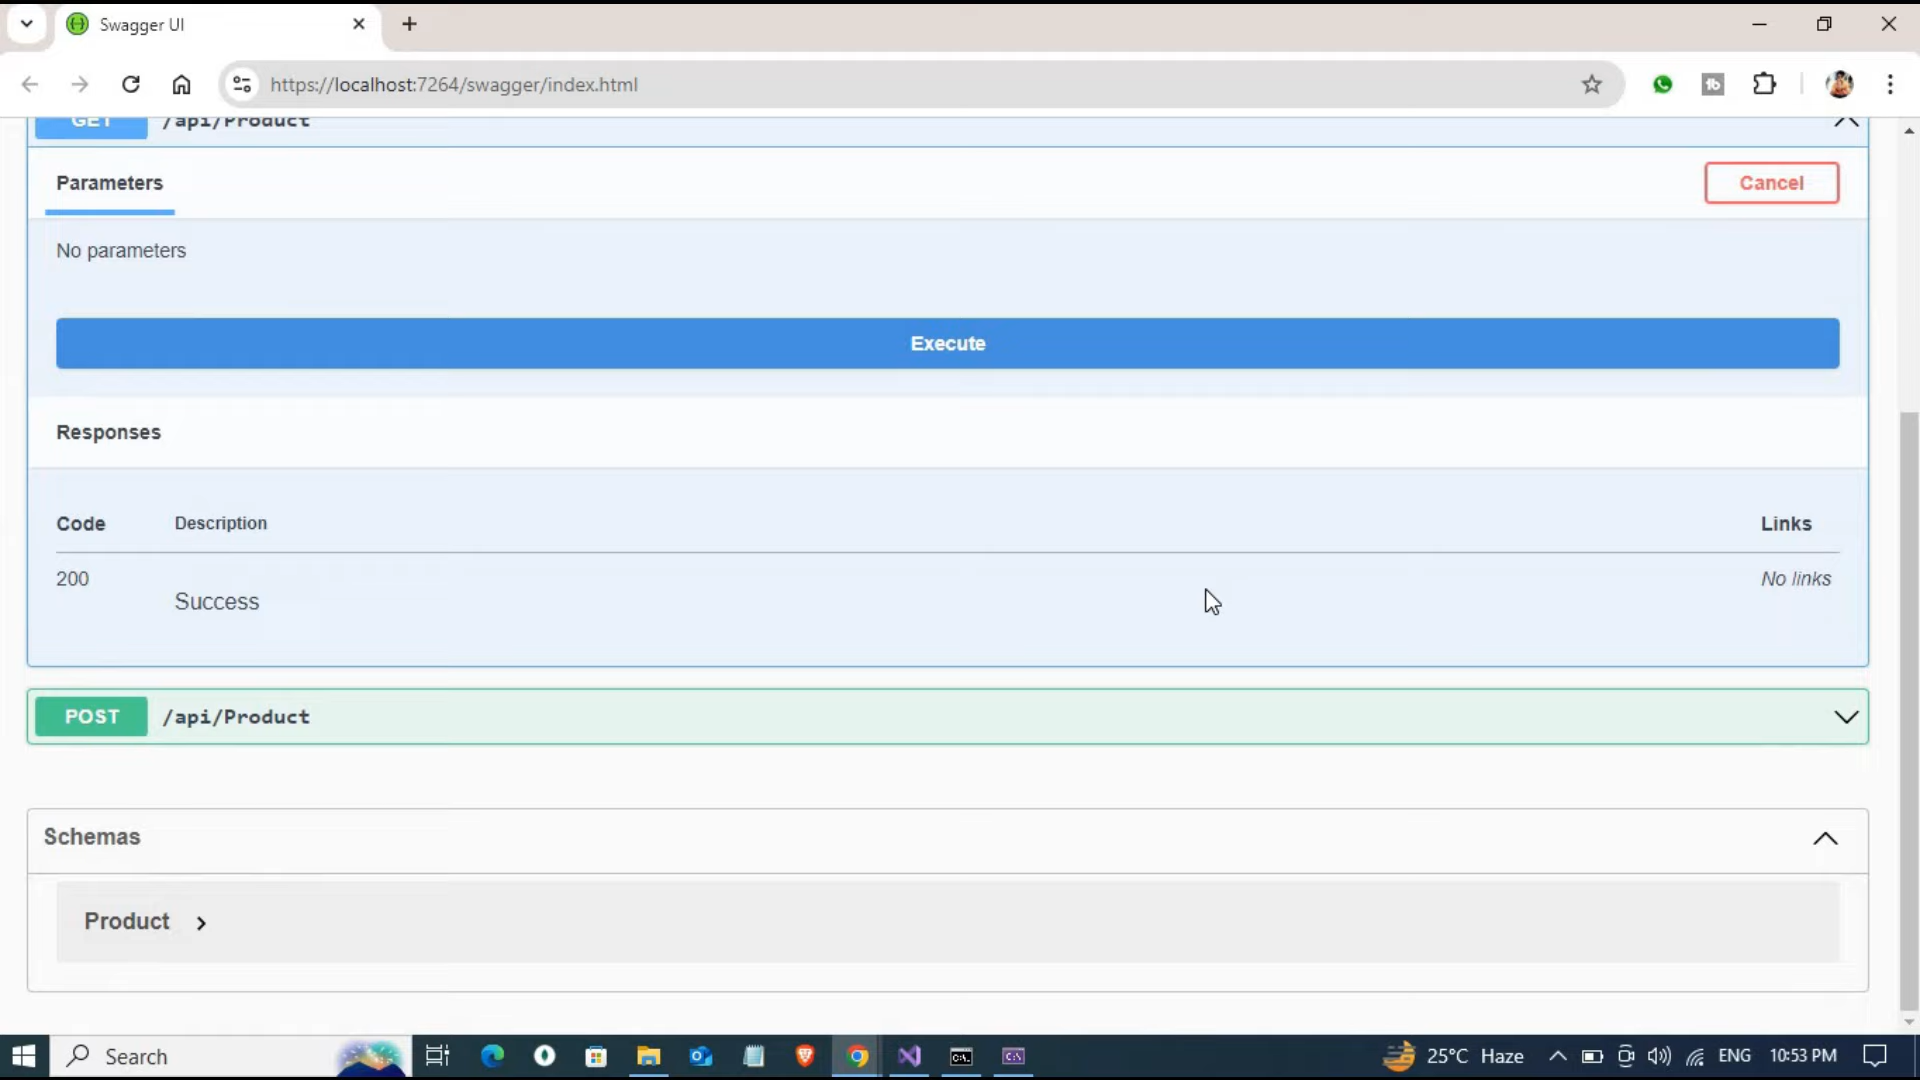 Swagger UI
https://localhost:7264/swagger/index.html
GET /api/Product
Parameters
Cancel
No parameters
Execute
Responses
Code Description Links
200 Success No links
POST /api/Product
Schemas
Product
Search
25°C Haze ENG 10:53 PM